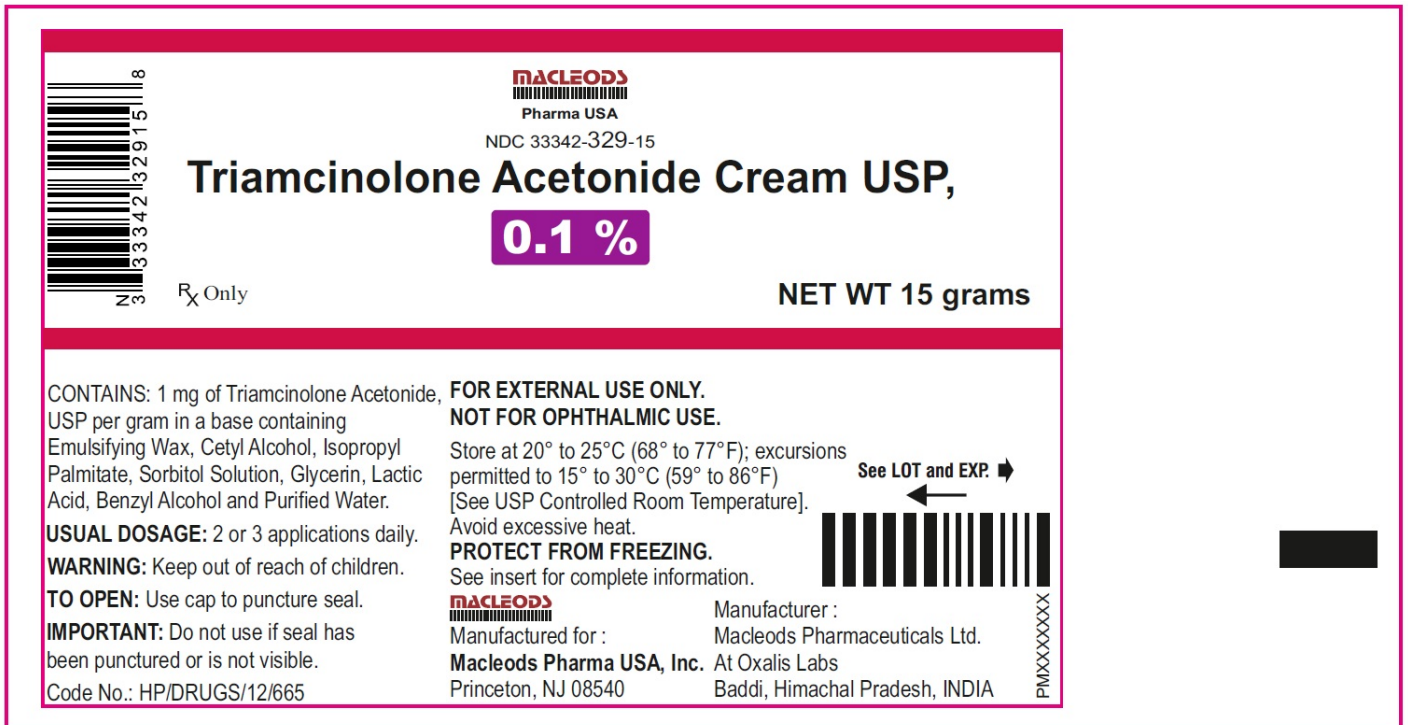 MACLEODS
Pharma USA
NDC 33342-329-15
Triamcinolone Acetonide Cream USP,
0.1 %
N 3 33342 32915 8
Rx Only
NET WT 15 grams
CONTAINS: 1 mg of Triamcinolone Acetonide,
USP per gram in a base containing
Emulsifying Wax, Cetyl Alcohol, Isopropyl
Palmitate, Sorbitol Solution, Glycerin, Lactic
Acid, Benzyl Alcohol and Purified Water.
USUAL DOSAGE: 2 or 3 applications daily.
WARNING: Keep out of reach of children.
TO OPEN: Use cap to puncture seal.
IMPORTANT: Do not use if seal has
been punctured or is not visible.
Code No.: HP/DRUGS/12/665
FOR EXTERNAL USE ONLY.
NOT FOR OPHTHALMIC USE.
Store at 20° to 25°C (68° to 77°F); excursions
permitted to 15° to 30°C (59° to 86°F)
[See USP Controlled Room Temperature].
Avoid excessive heat.
PROTECT FROM FREEZING.
See insert for complete information.
MACLEODS
Manufactured for :
Macleods Pharma USA, Inc.
Princeton, NJ 08540
Manufacturer :
Macleods Pharmaceuticals Ltd.
At Oxalis Labs
Baddi, Himachal Pradesh, INDIA
See LOT and EXP.
PMXXXXXXX